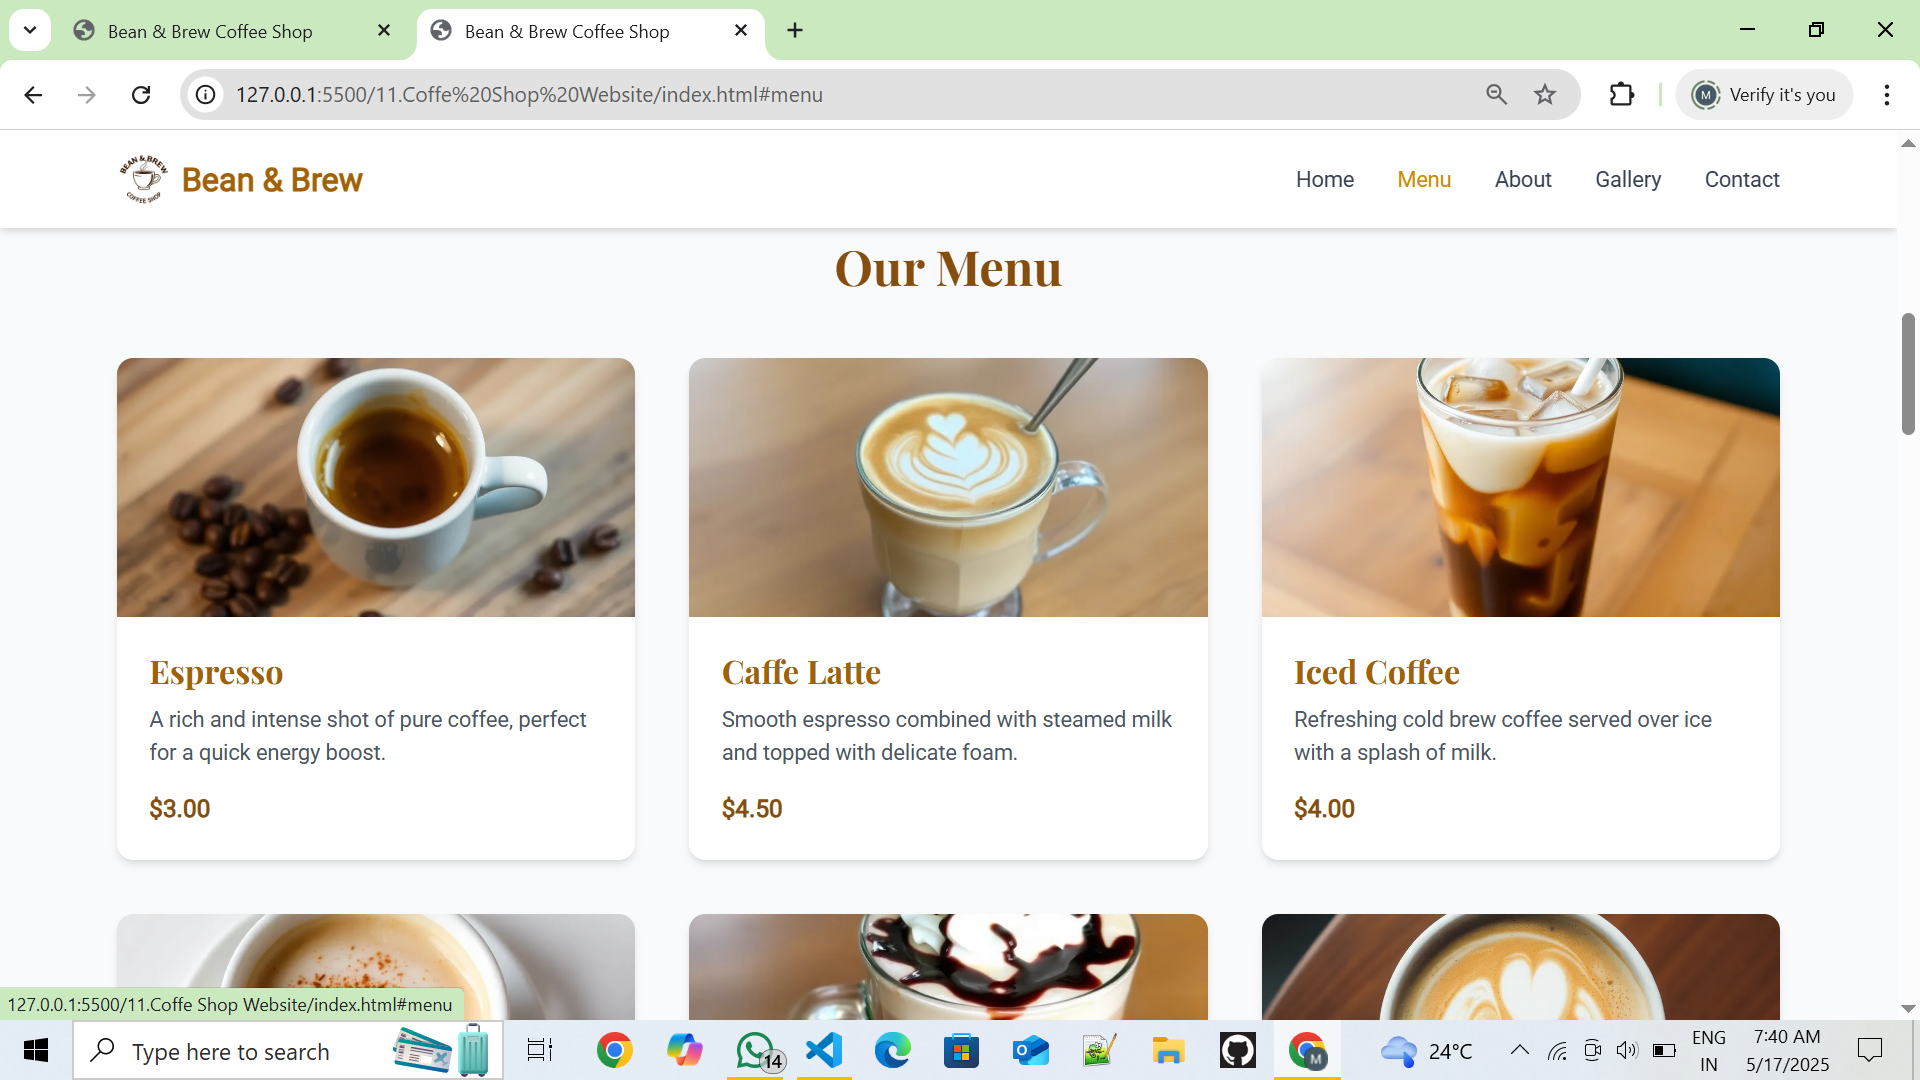 Bean & Brew Coffee Shop
Bean & Brew Coffee Shop
127.0.0.1:5500/11.Coffe%20Shop%20Website/index.html#menu
M
Verify it's you
BEAN & BREW
COFFEE SHOP
Bean & Brew
Home
Menu
About
Gallery
Contact
Our Menu
Espresso
A rich and intense shot of pure coffee, perfect
for a quick energy boost.
$3.00
Caffe Latte
Smooth espresso combined with steamed milk
and topped with delicate foam.
$4.50
Iced Coffee
Refreshing cold brew coffee served over ice
with a splash of milk.
$4.00
127.0.0.1:5500/11.Coffe Shop Website/index.html#menu
Type here to search
14
M
24°C
ENG
IN
7:40 AM
5/17/2025